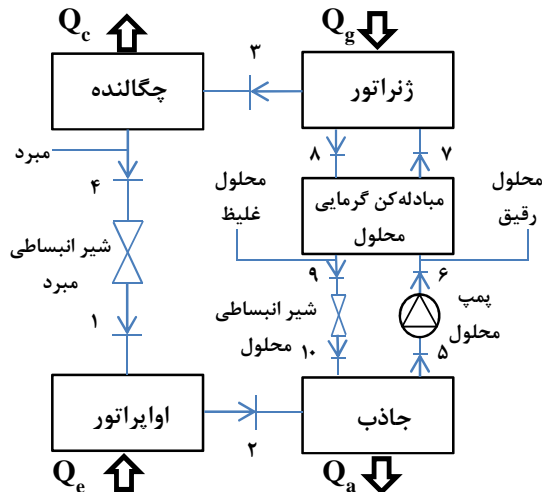 Qc
Qg
۳
چگالنده
ژنراتور
مبرد
۸
۷
۴
محلول
غلیظ
مبادله‌کن گرمایی
محلول
محلول
رقیق
شیر انبساطی
مبرد
۹
۶
شیر انبساطی
محلول
پمپ
محلول
۱
۱۰
۵
اواپراتور
۲
جاذب
Qe
Qa